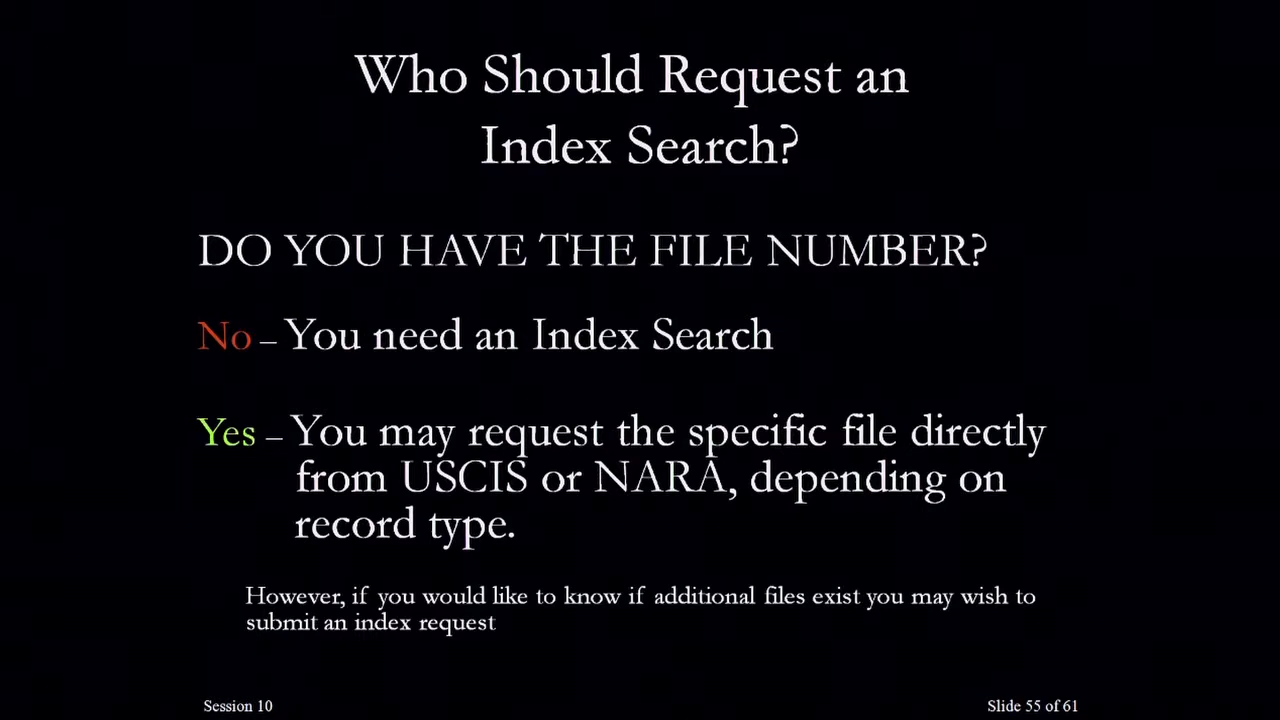 Who Should Request an
Index Search?
DO YOU HAVE THE FILE NUMBER?
No – You need an Index Search
Yes – You may request the specific file directly
from USCIS or NARA, depending on
record type.
However, if you would like to know if additional files exist you may wish to
submit an index request
Session 10
Slide 55 of 61